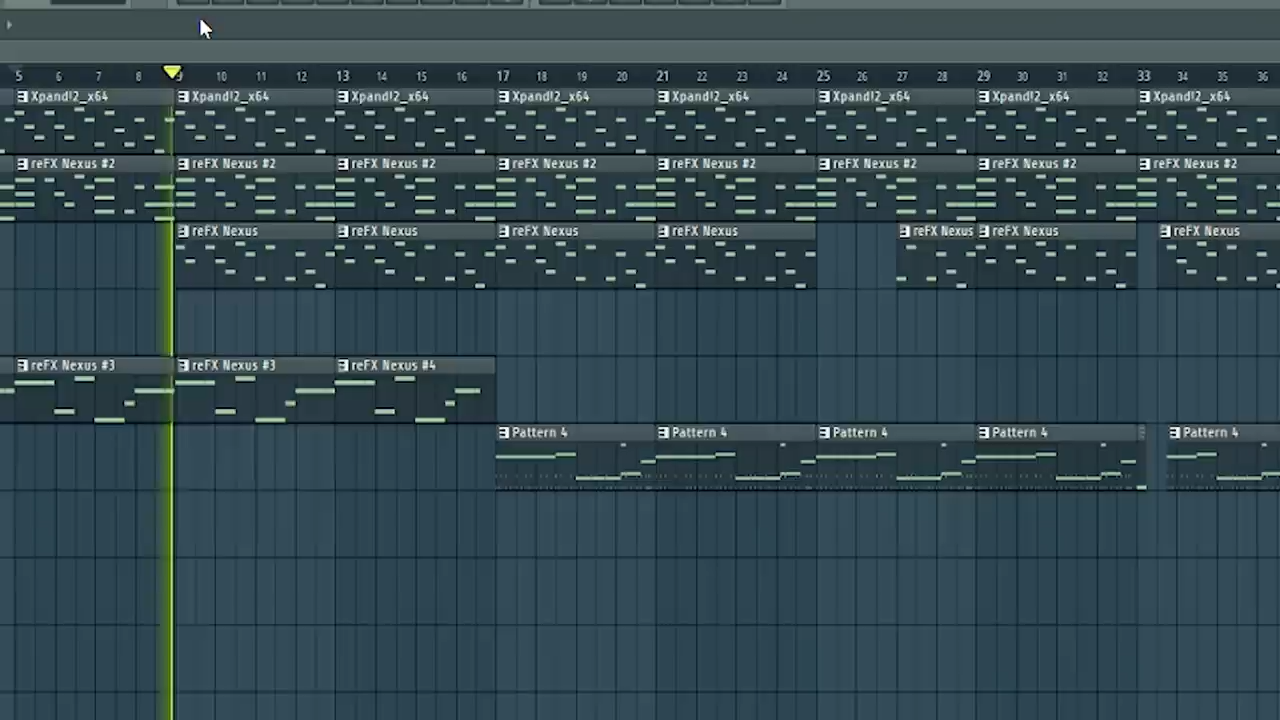 5 6 7 8 9 10 11 12 13 14 15 16 17 18 19 20 21 22 23 24 25 26 27 28 29 30 31 32 33 34 35 36
Xpand!2_x64 Xpand!2_x64 Xpand!2_x64 Xpand!2_x64 Xpand!2_x64 Xpand!2_x64 Xpand!2_x64 Xpand!2_x64
reFX Nexus #2 reFX Nexus #2 reFX Nexus #2 reFX Nexus #2 reFX Nexus #2 reFX Nexus #2 reFX Nexus #2 reFX Nexus #2
reFX Nexus reFX Nexus reFX Nexus reFX Nexus reFX Nexus reFX Nexus reFX Nexus
reFX Nexus #3 reFX Nexus #3 reFX Nexus #4
Pattern 4 Pattern 4 Pattern 4 Pattern 4 Pattern 4